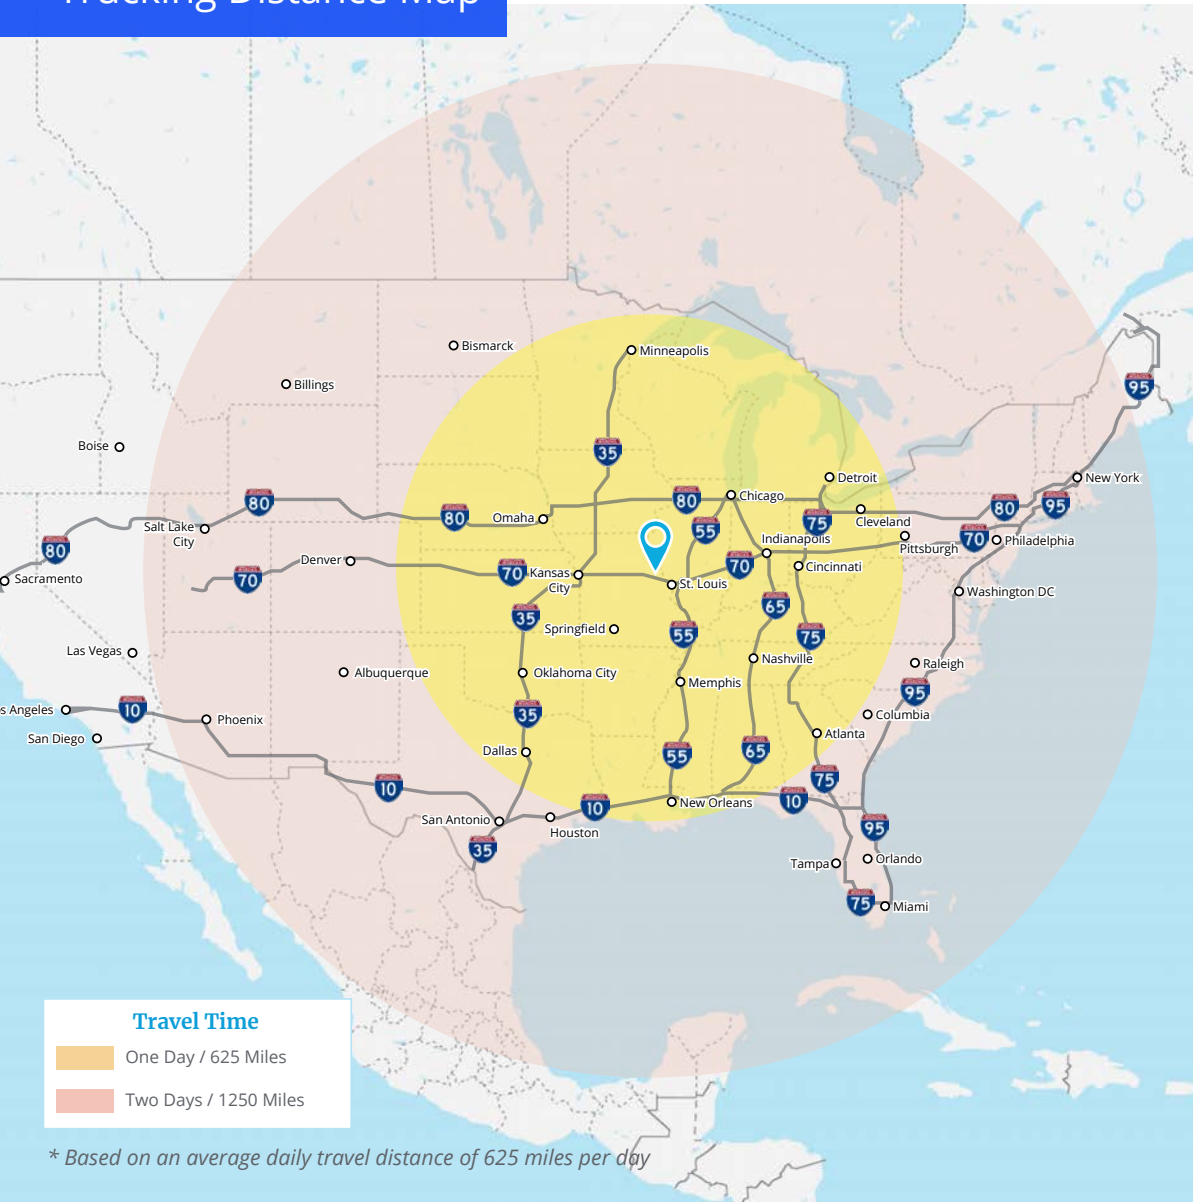 Trucking Distance Map
Bismarck
Minneapolis
Billings
95
Boise
35
Detroit
New York
80
80
Omaha
80
Chicago
75
Cleveland
80
95
Salt Lake
City
80
55
Indianapolis
Pittsburgh
70
Philadelphia
Denver
70
Kansas
City
70
Cincinnati
Sacramento
70
St. Louis
Washington DC
35
65
Springfield
55
75
Las Vegas
Nashville
Raleigh
Albuquerque
Oklahoma City
Memphis
95
s Angeles
10
Phoenix
35
Columbia
San Diego
Dallas
55
65
Atlanta
75
10
10
New Orleans
10
San Antonio
Houston
95
35
Tampa
Orlando
75
Miami
Travel Time
One Day / 625 Miles
Two Days / 1250 Miles
* Based on an average daily travel distance of 625 miles per day